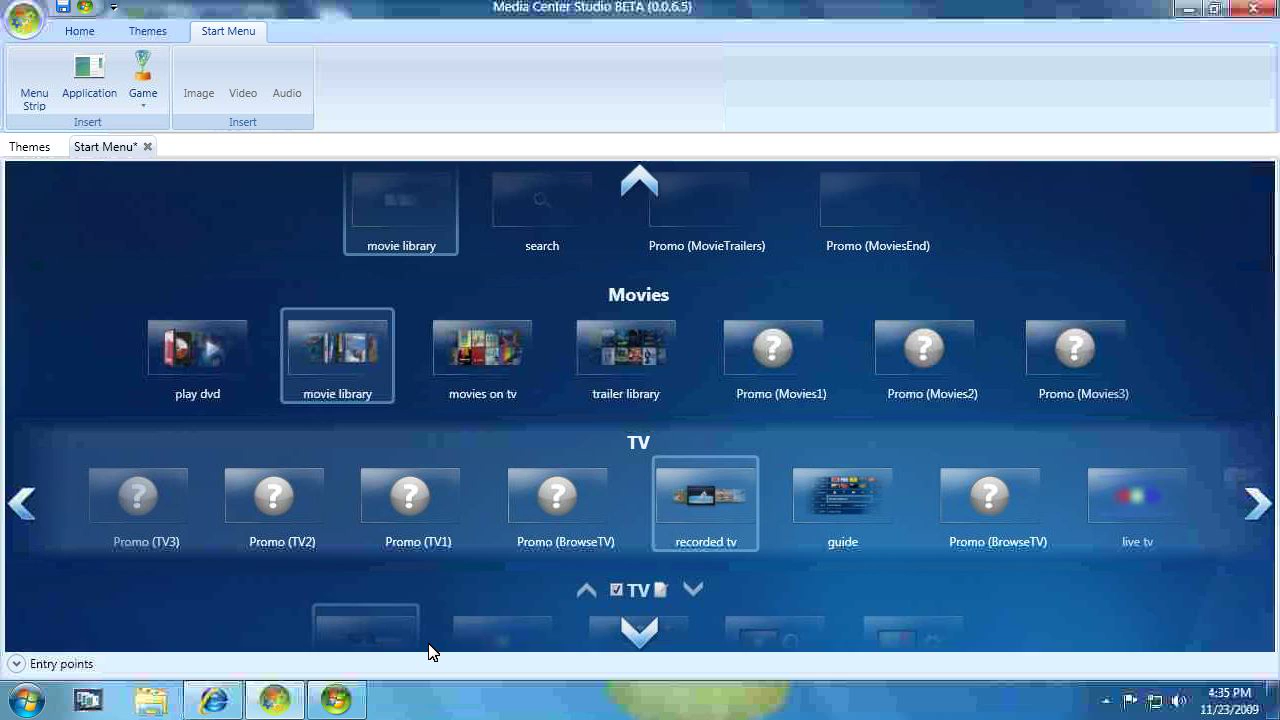 Media Center Studio BETA (0.0.6.5)
Home Themes Start Menu
Menu Strip Application Game Image Video Audio
Insert Insert
Themes Start Menu*
movie library search Promo (MovieTrailers) Promo (MoviesEnd)
Movies
play dvd movie library movies on tv trailer library Promo (Movies1) Promo (Movies2) Promo (Movies3)
TV
Promo (TV3) Promo (TV2) Promo (TV1) Promo (BrowseTV) recorded tv guide Promo (BrowseTV) live tv
TV
Entry points
4:35 PM
11/23/2009